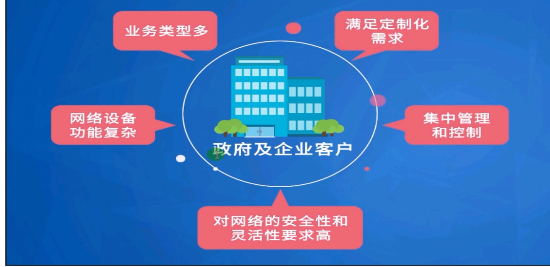 业务类型多
满足定制化
需求
网络设备
功能复杂
集中管理
和控制
政府及企业客户
对网络的安全性和
灵活性要求高